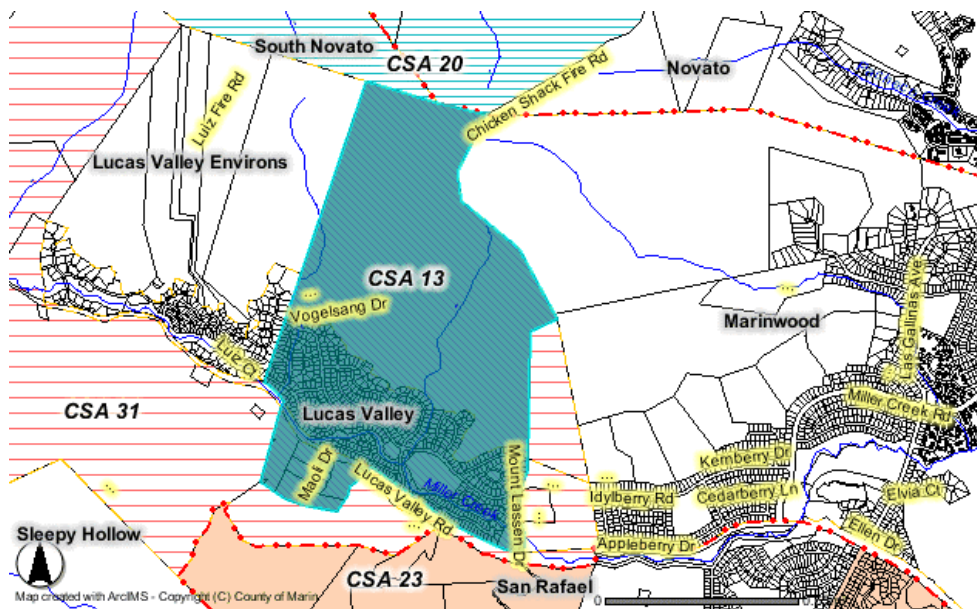 South Novato
CSA 20
Novato
Chicken Shack Fire Rd
Luiz Fire Rd
Lucas Valley Environs
CSA 13
Vogelsang Dr
Marinwood
Las Gallinas Ave
Luiz Ct
CSA 31
Lucas Valley
Miller Creek Rd
Maoli Dr
Mount Lassen Dr
Kernberry Dr
Lucas Valley Rd
Miller Creek
Idylberry Rd
Cedarberry Ln
Elvia Ct
Sleepy Hollow
Appleberry Dr
Ellen Dr
CSA 23
San Rafael
Map created with ArcIMS - Copyright (C) County of Marin
0